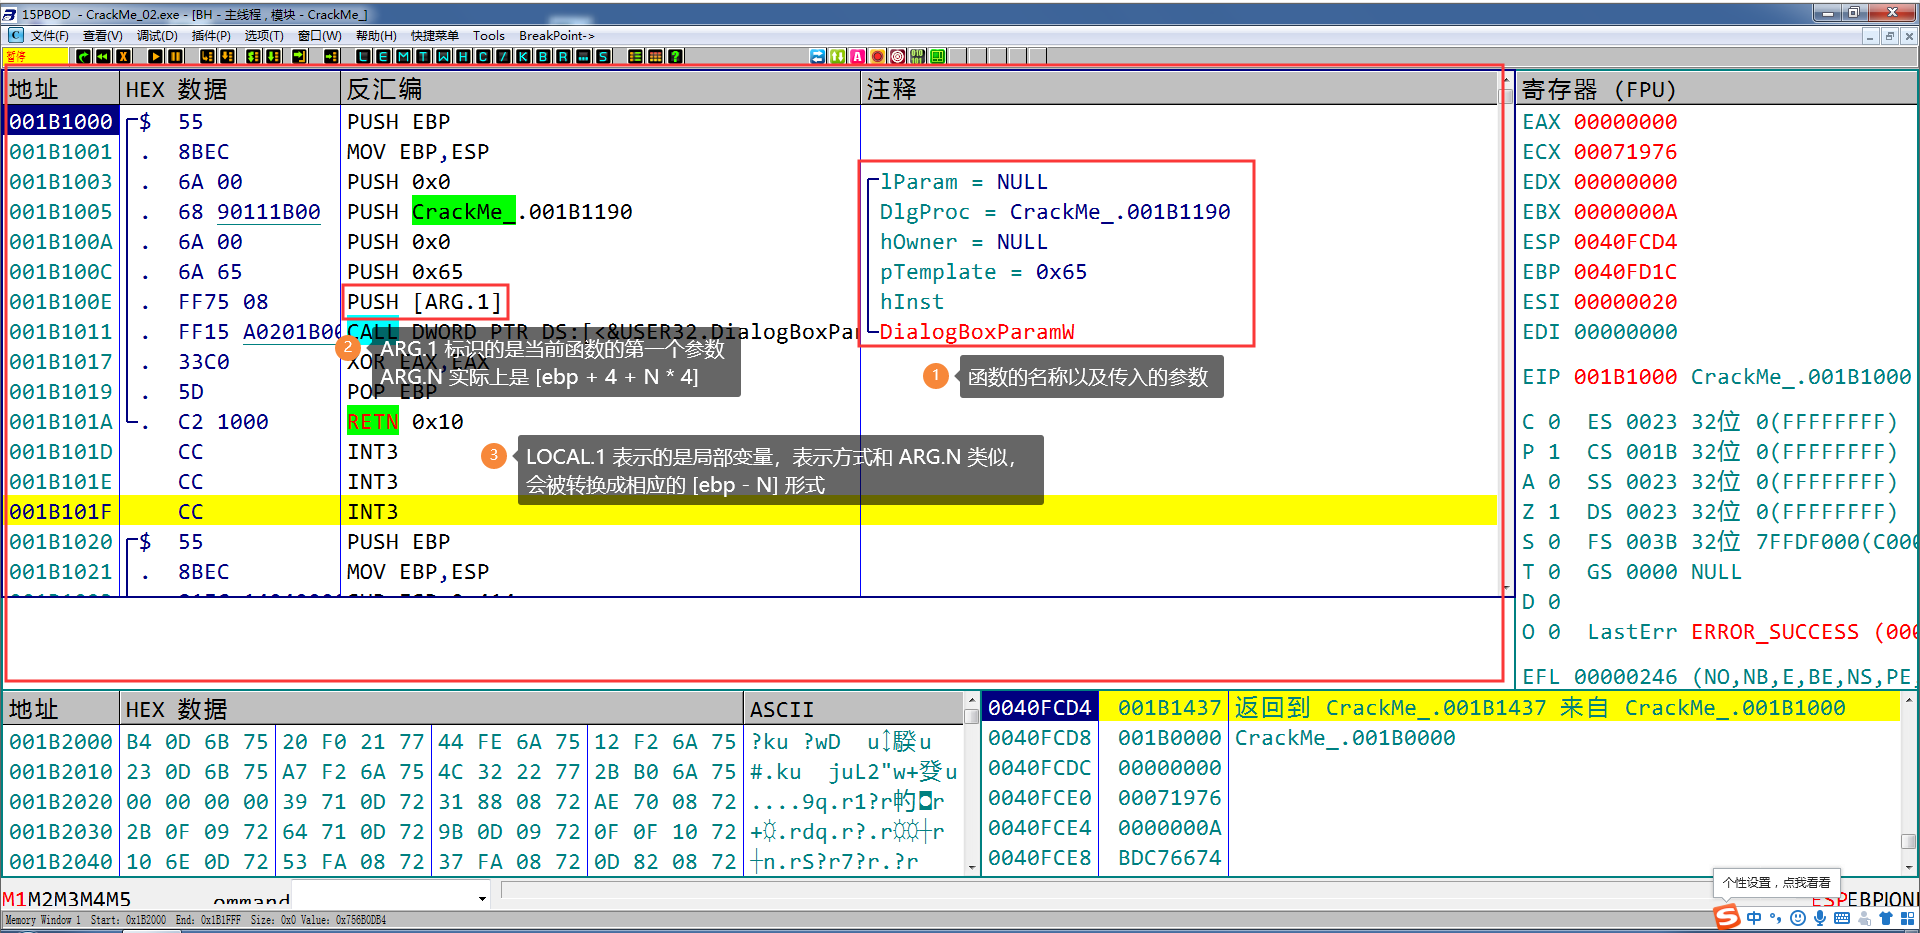 15PBOD - CrackMe_02.exe - [BH - 主线程, 模块 - CrackMe_]
文件(F) 查看(V) 调试(D) 插件(P) 选项(T) 窗口(W) 帮助(H) 快捷菜单 Tools BreakPoint->
暂停 L E M T W H C / K B R ... S
地址 HEX 数据 反汇编 注释
001B1000 $ 55 PUSH EBP
001B1001 . 8BEC MOV EBP,ESP
001B1003 . 6A 00 PUSH 0x0 lParam = NULL
001B1005 . 68 90111B00 PUSH CrackMe_.001B1190 DlgProc = CrackMe_.001B1190
001B100A . 6A 00 PUSH 0x0 hOwner = NULL
001B100C . 6A 65 PUSH 0x65 pTemplate = 0x65
001B100E . FF75 08 PUSH [ARG.1] hInst
001B1011 . FF15 A0201B00 CALL DWORD PTR DS:[<&USER32.DialogBoxPar DialogBoxParamW
001B1017 . 33C0 XOR EAX,EAX
001B1019 . 5D POP EBP
001B101A . C2 1000 RETN 0x10
001B101D CC INT3
001B101E CC INT3
001B101F CC INT3
001B1020 $ 55 PUSH EBP
001B1021 . 8BEC MOV EBP,ESP
1 函数的名称以及传入的参数
2 ARG.1 标识的是当前函数的第一个参数
ARG.N 实际上是 [ebp + 4 + N * 4]
3 LOCAL.1 表示的是局部变量，表示方式和 ARG.N 类似，
会被转换成相应的 [ebp - N] 形式
寄存器 (FPU)
EAX 00000000
ECX 00071976
EDX 00000000
EBX 0000000A
ESP 0040FCD4
EBP 0040FD1C
ESI 00000020
EDI 00000000
EIP 001B1000 CrackMe_.001B1000
C 0 ES 0023 32位 0(FFFFFFFF)
P 1 CS 001B 32位 0(FFFFFFFF)
A 0 SS 0023 32位 0(FFFFFFFF)
Z 1 DS 0023 32位 0(FFFFFFFF)
S 0 FS 003B 32位 7FFDF000(C000
T 0 GS 0000 NULL
D 0
O 0 LastErr ERROR_SUCCESS (000
EFL 00000246 (NO,NB,E,BE,NS,PE,
地址 HEX 数据 ASCII
001B2000 B4 0D 6B 75 20 F0 21 77 44 FE 6A 75 12 F2 6A 75 ?ku ?wD u↕騤u
001B2010 23 0D 6B 75 A7 F2 6A 75 4C 32 22 77 2B B0 6A 75 #.ku juL2"w+癹u
001B2020 00 00 00 00 39 71 0D 72 31 88 08 72 AE 70 08 72 ....9q.r1?r畃◘r
001B2030 2B 0F 09 72 64 71 0D 72 9B 0D 09 72 0F 0F 10 72 +☼.rdq.r?.r☼☼┼r
001B2040 10 6E 0D 72 53 FA 08 72 37 FA 08 72 0D 82 08 72 ┼n.rS?r7?r.?r
0040FCD4 001B1437 返回到 CrackMe_.001B1437 来自 CrackMe_.001B1000
0040FCD8 001B0000 CrackMe_.001B0000
0040FCDC 00000000
0040FCE0 00071976
0040FCE4 0000000A
0040FCE8 BDC76674
M1 M2 M3 M4 M5
个性设置，点我看看
Memory Window 1 Start: 0x1B2000 End: 0x1B1FFF Size: 0x0 Value: 0x756B0DB4
中